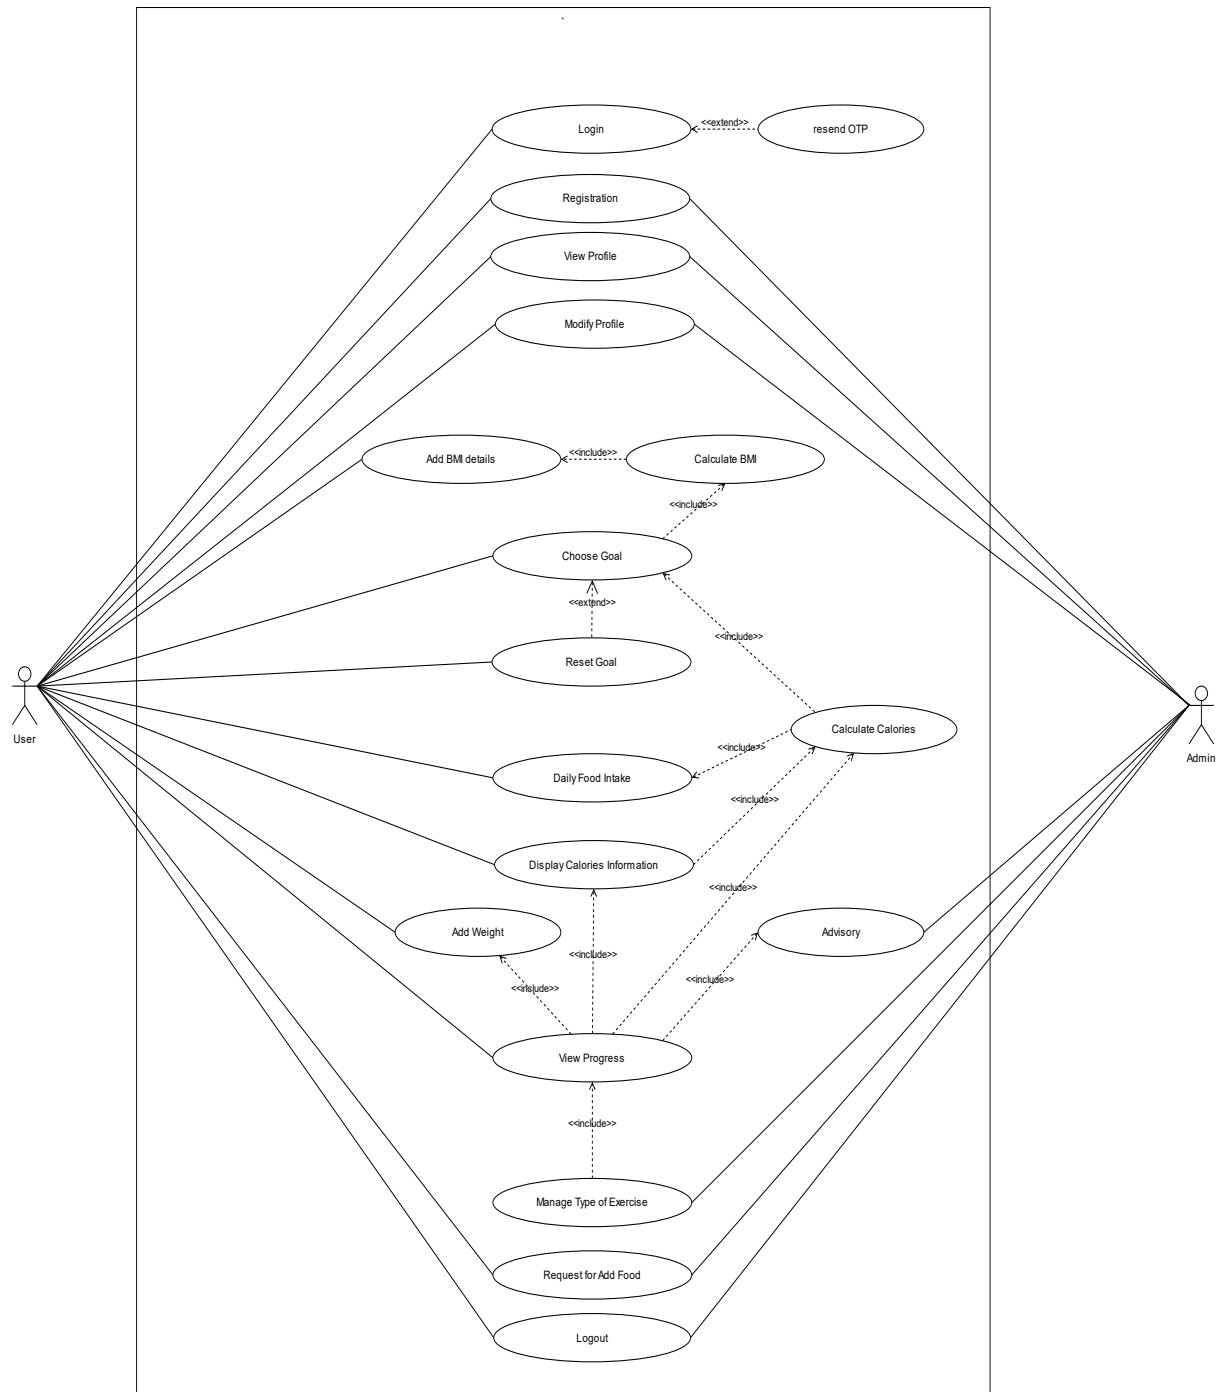 Login
<<extend>>
resend OTP
Registration
View Profile
Modify Profile
Add BMI details
<<include>>
Calculate BMI
<<include>>
Choose Goal
<<extend>>
<<include>>
Reset Goal
User
Calculate Calories
<<include>>
Admin
Daily Food Intake
<<include>>
Display Calories Information
<<include>>
Add Weight
Advisory
<<include>>
<<include>>
<<include>>
View Progress
<<include>>
Manage Type of Exercise
Request for Add Food
Logout